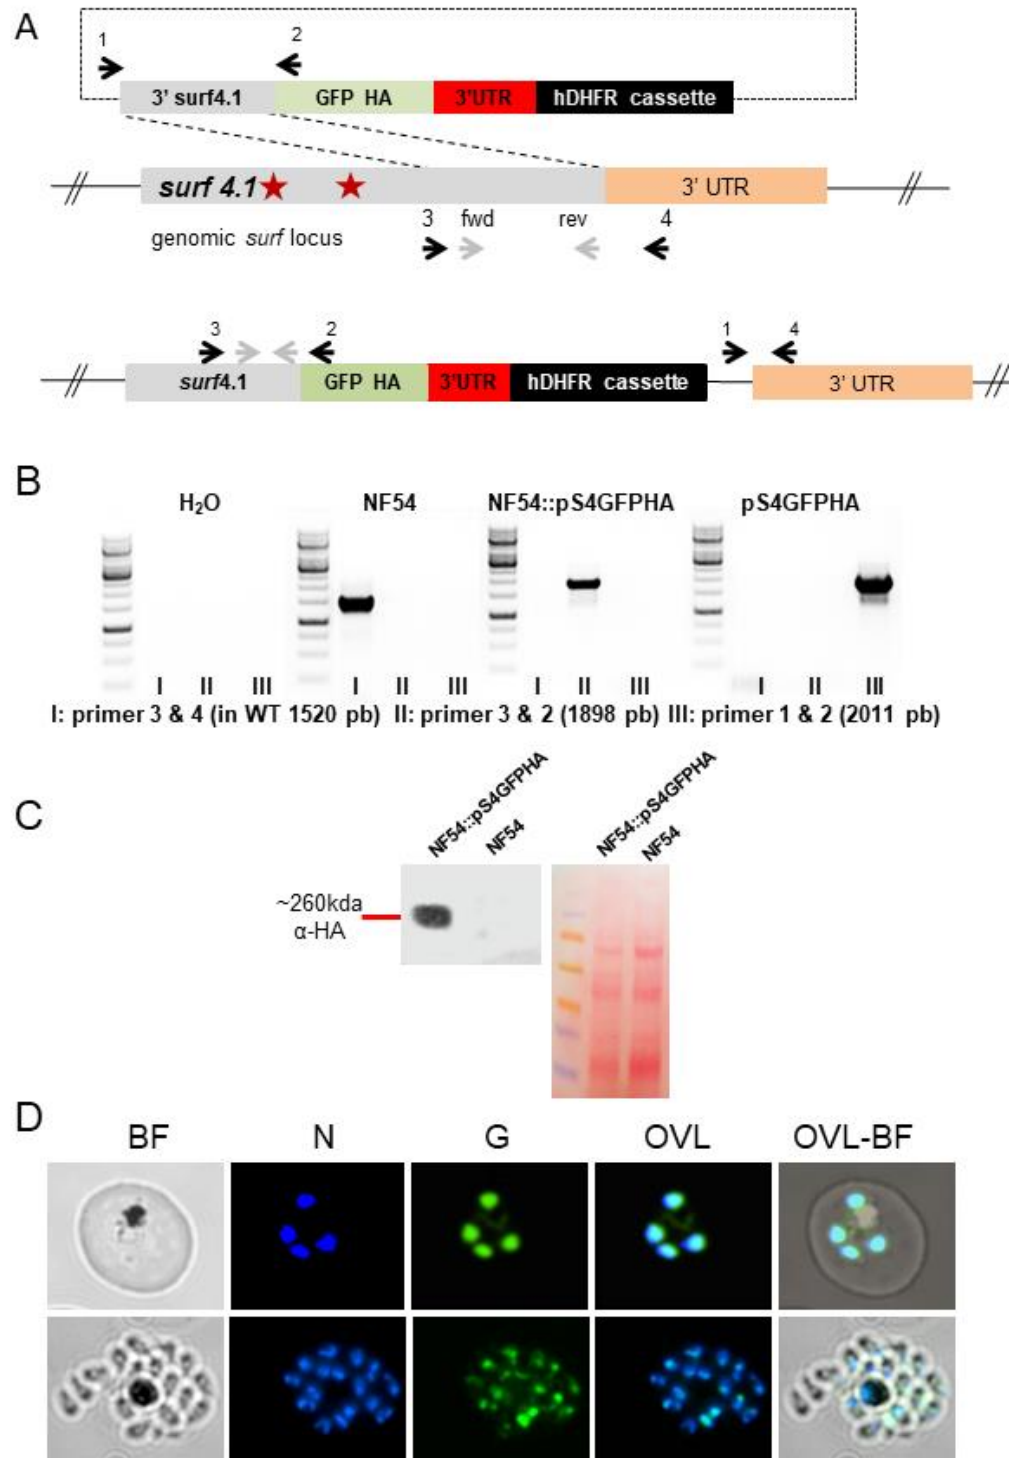 A
1
2
3' surf4.1 GFP HA 3'UTR hDHFR cassette
surf 4.1 3' UTR
genomic surf locus
3 fwd rev 4
3 2 1 4
surf4.1 GFP HA 3'UTR hDHFR cassette 3' UTR
B
H₂O NF54 NF54::pS4GFPHA pS4GFPHA
I II III I II III I II III I II III
I: primer 3 & 4 (in WT 1520 pb) II: primer 3 & 2 (1898 pb) III: primer 1 & 2 (2011 pb)
C
NF54::pS4GFPHA
NF54
NF54::pS4GFPHA
NF54
~260kda
α-HA
D
BF N G OVL OVL-BF